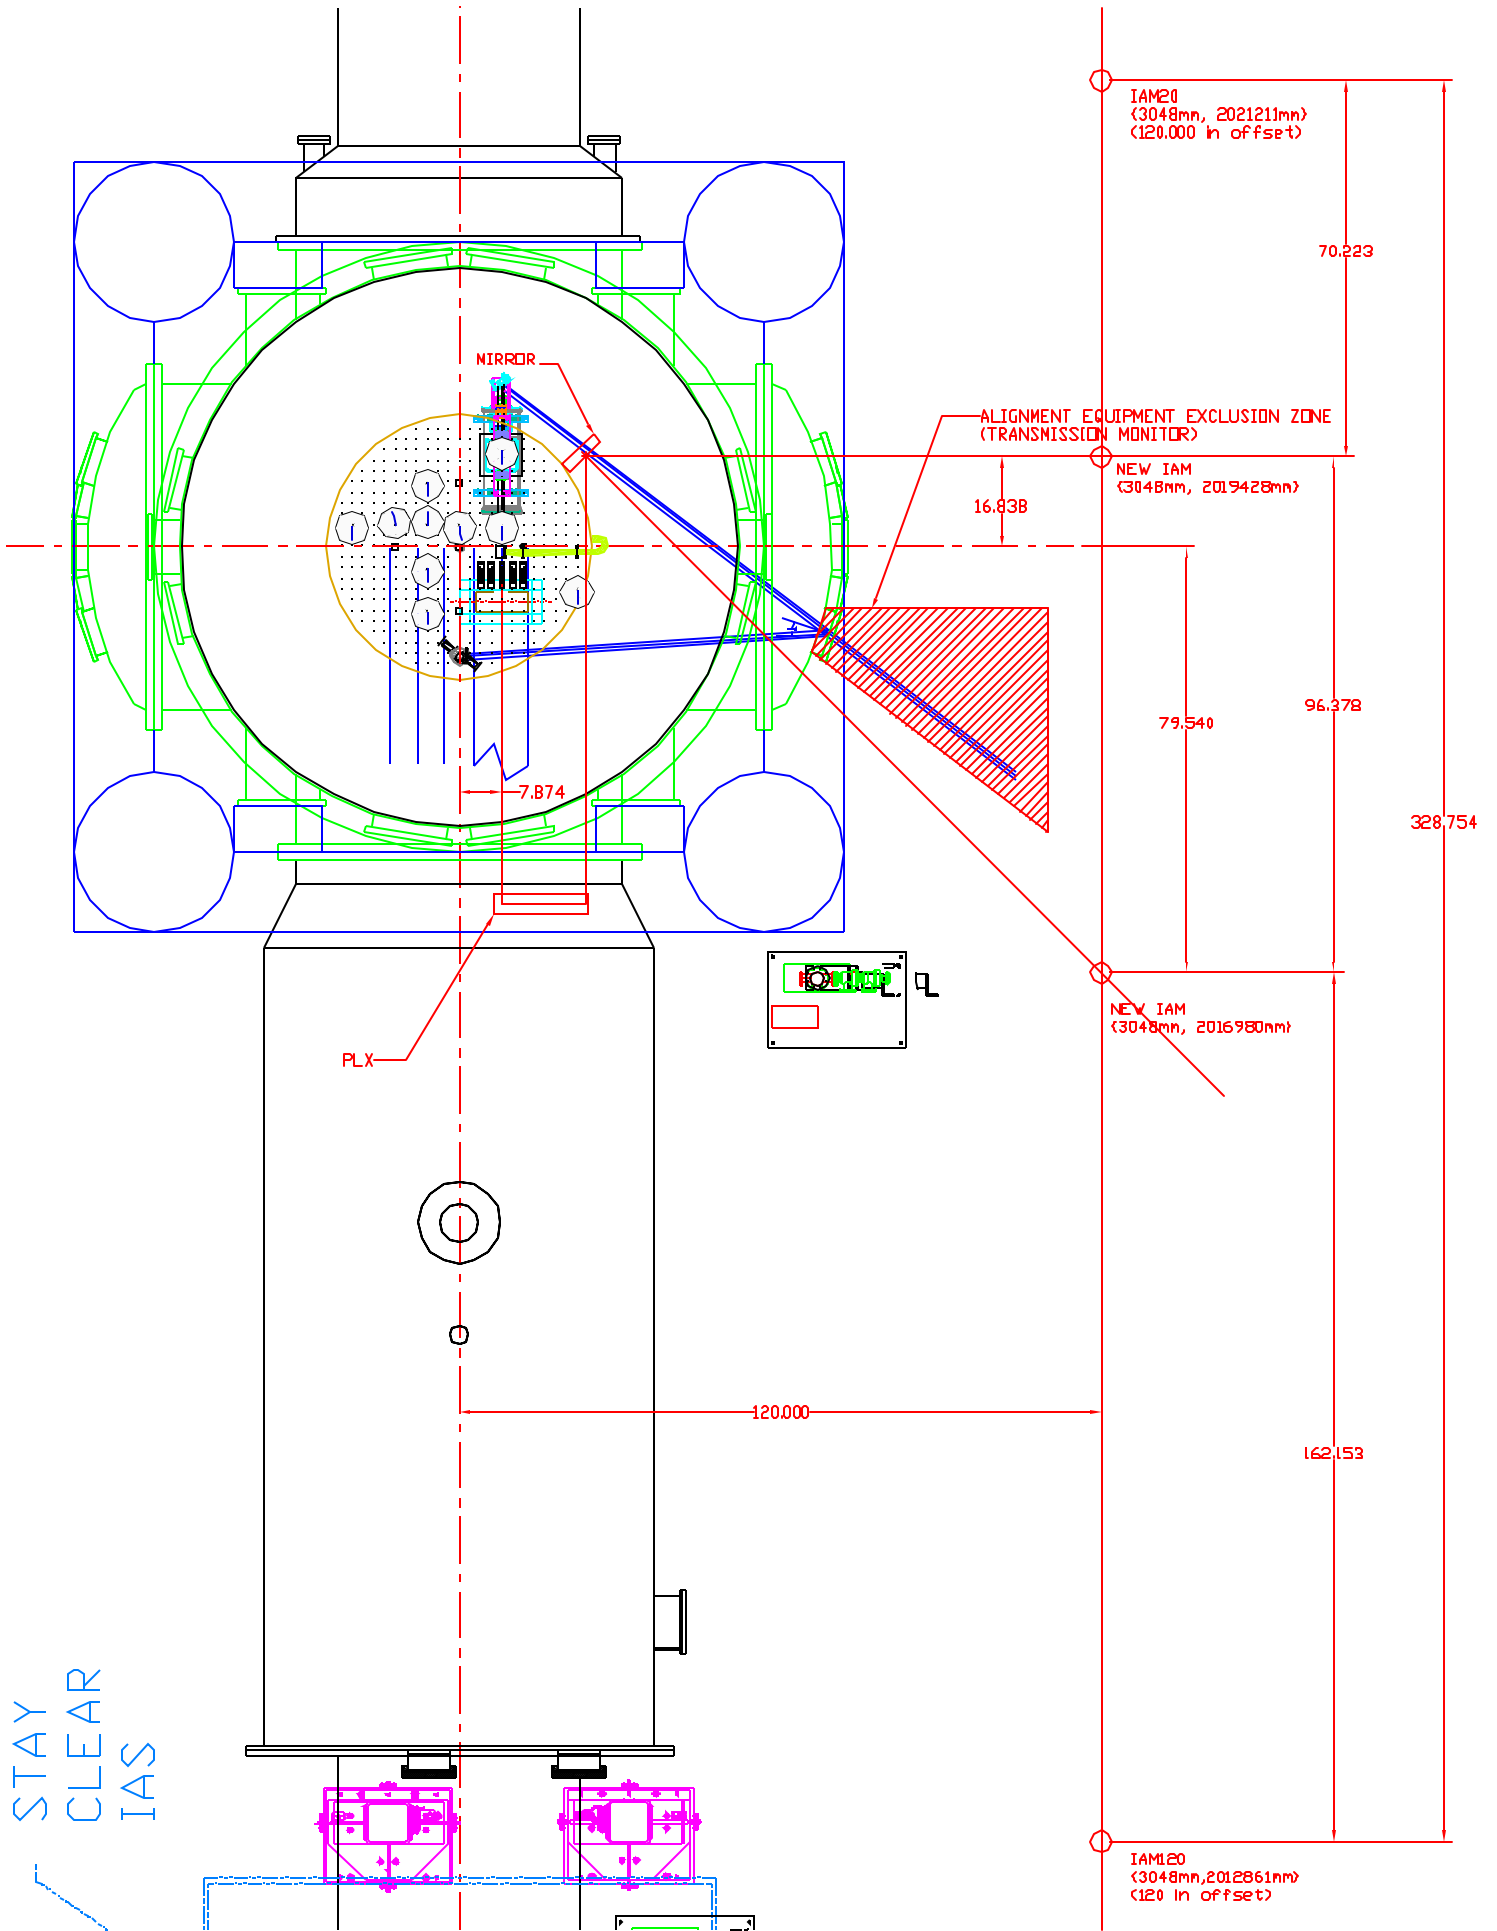 IAM20
(3048mm, 2021211mm)
(120.000 in offset)
70.223
MIRROR
ALIGNMENT EQUIPMENT EXCLUSION ZONE
(TRANSMISSION MONITOR)
NEW IAM
(3048mm, 2019428mm)
16.838
96.378
79.540
7.874
328.754
NEW IAM
(3048mm, 2016980mm)
PLX
120.000
162.153
STAY
CLEAR
IAS
IAM120
(3048mm,2012861mm)
(120 in offset)